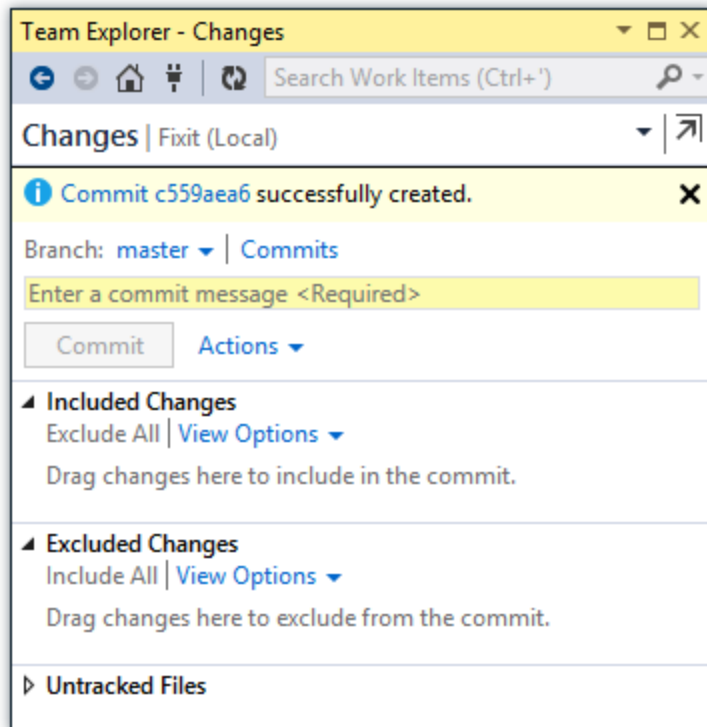 Team Explorer - Changes
Search Work Items (Ctrl+')
Changes | Fixit (Local)
Commit c559aea6 successfully created.
Branch: master | Commits
Enter a commit message <Required>
Commit Actions
Included Changes
Exclude All | View Options
Drag changes here to include in the commit.
Excluded Changes
Include All | View Options
Drag changes here to exclude from the commit.
Untracked Files